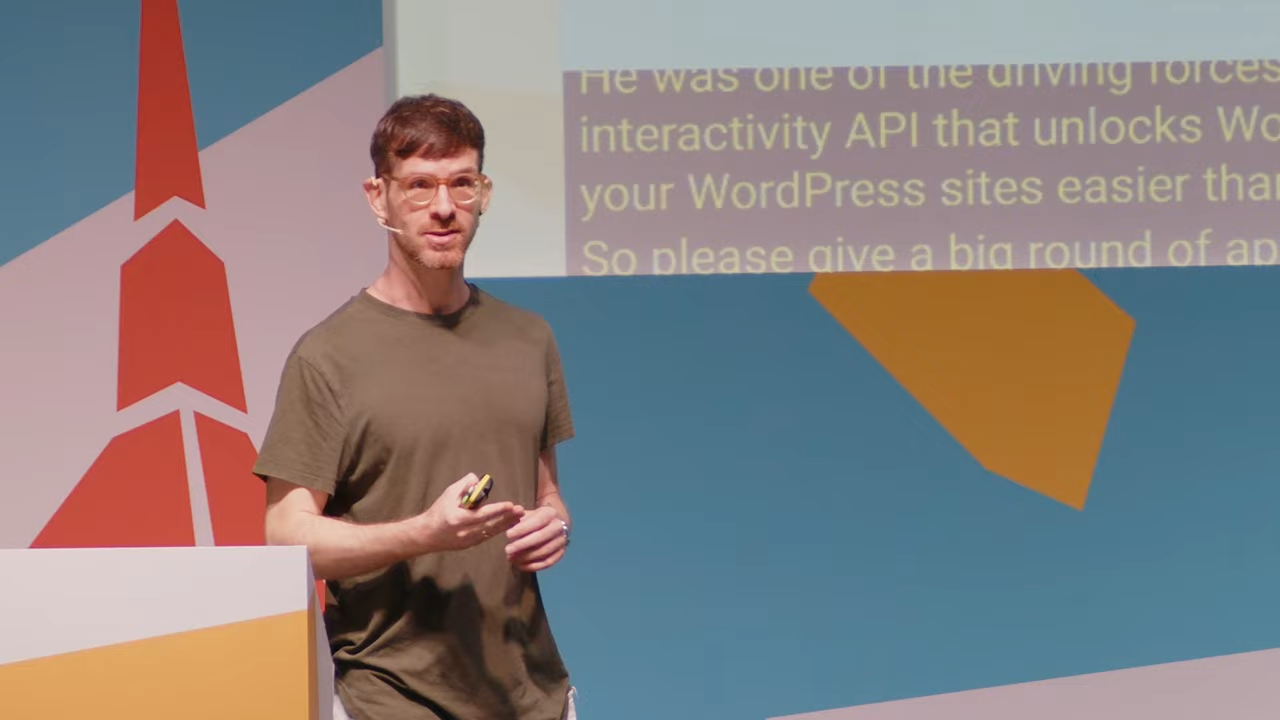 He was one of the driving forces
interactivity API that unlocks Wo
your WordPress sites easier than
So please give a big round of ap